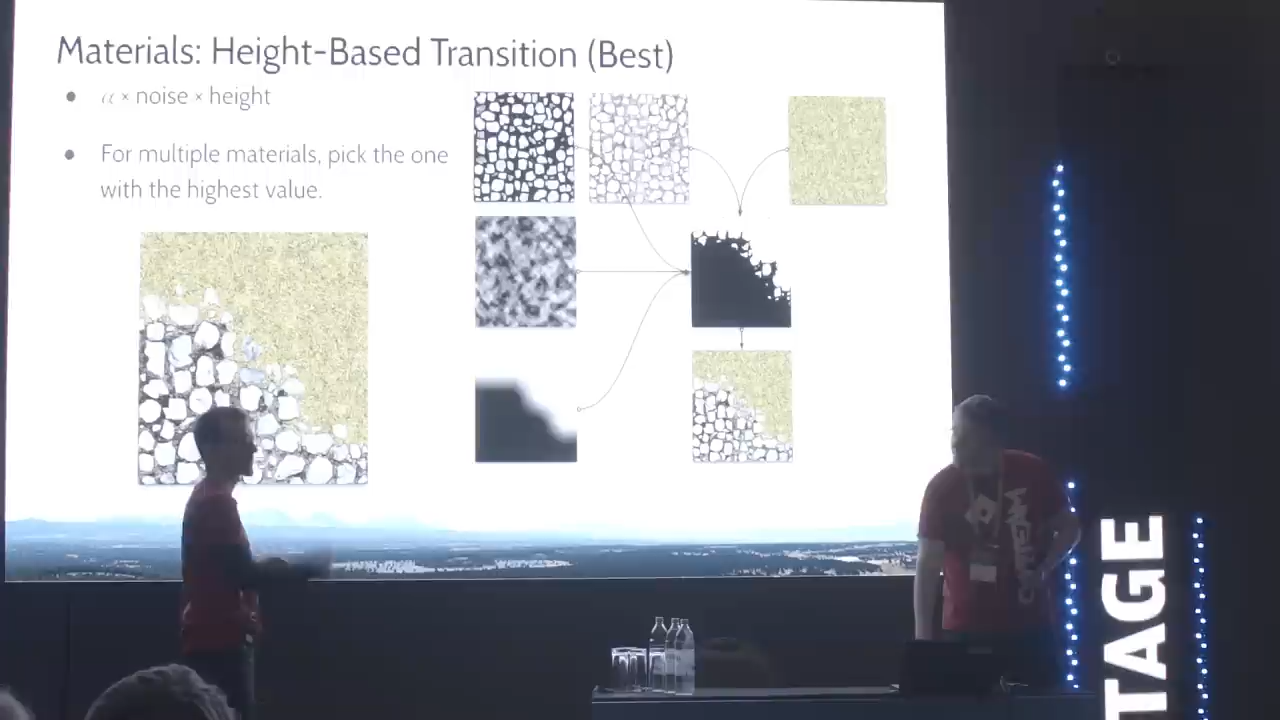 Materials: Height-Based Transition (Best)
α × noise × height
For multiple materials, pick the one
with the highest value.
TAGE